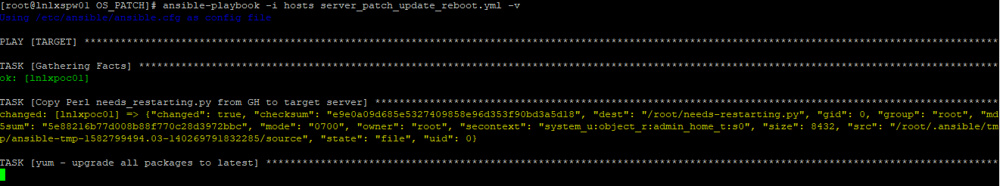 [root@lnlxspw01 OS_PATCH]# ansible-playbook -i hosts server_patch_update_reboot.yml -v
Using /etc/ansible/ansible.cfg as config file
PLAY [TARGET] ******************************************************************************************************************************************************
TASK [Gathering Facts] *********************************************************************************************************************************************
ok: [lnlxpoc01]
TASK [Copy Perl needs_restarting.py from GH to target server] ******************************************************************************************************
changed: [lnlxpoc01] => {"changed": true, "checksum": "e9e0a09d685e5327409858e96d353f90bd3a5d18", "dest": "/root/needs-restarting.py", "gid": 0, "group": "root", "md
5sum": "5e88216b77d008b88f770c28d3972bbc", "mode": "0700", "owner": "root", "secontext": "system_u:object_r:admin_home_t:s0", "size": 8432, "src": "/root/.ansible/tm
p/ansible-tmp-1582799494.03-140269791832285/source", "state": "file", "uid": 0}
TASK [yum - upgrade all packages to latest] ************************************************************************************************************************